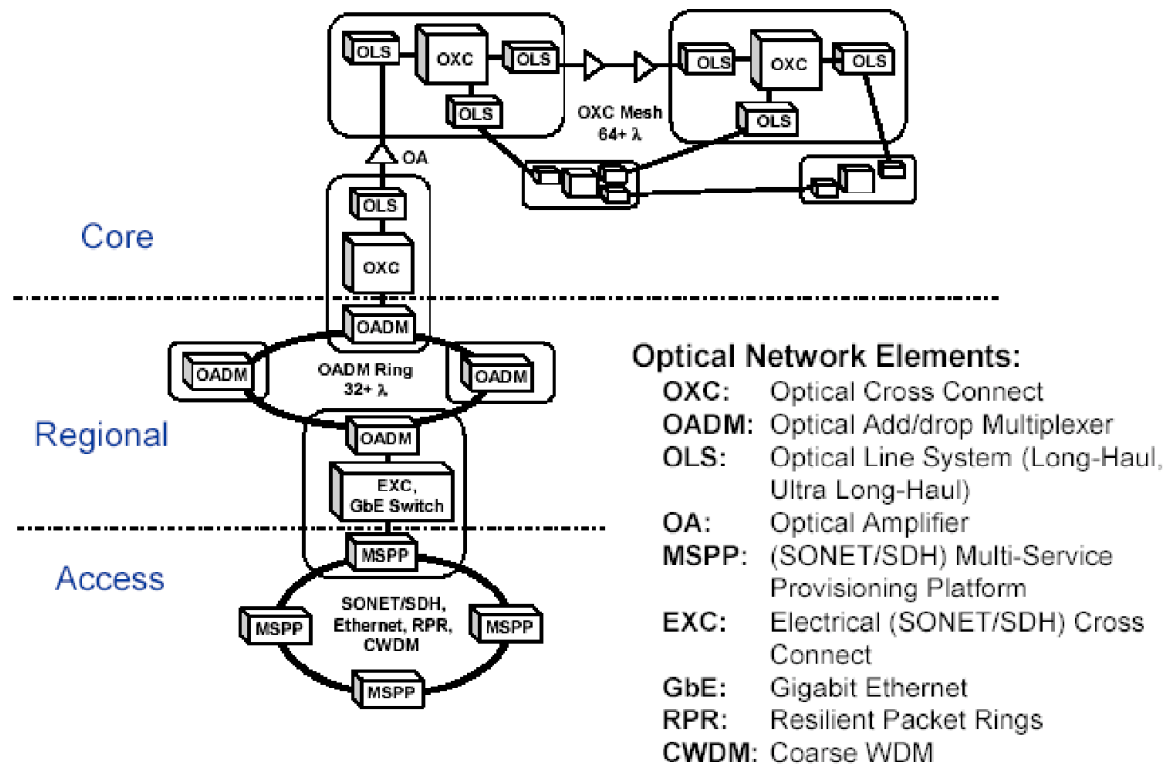 OLS
OXC
OLS
OLS
OXC Mesh
64+ λ
OLS
OXC
OLS
OLS
OA
OLS
OXC
Core
OADM
OADM
OADM Ring
32+ λ
OADM
OADM
Regional
EXC,
GbE Switch
MSPP
Access
SONET/SDH,
Ethernet, RPR,
CWDM
MSPP
MSPP
MSPP
Optical Network Elements:
OXC: Optical Cross Connect
OADM: Optical Add/drop Multiplexer
OLS: Optical Line System (Long-Haul,
Ultra Long-Haul)
OA: Optical Amplifier
MSPP: (SONET/SDH) Multi-Service
Provisioning Platform
EXC: Electrical (SONET/SDH) Cross
Connect
GbE: Gigabit Ethernet
RPR: Resilient Packet Rings
CWDM: Coarse WDM